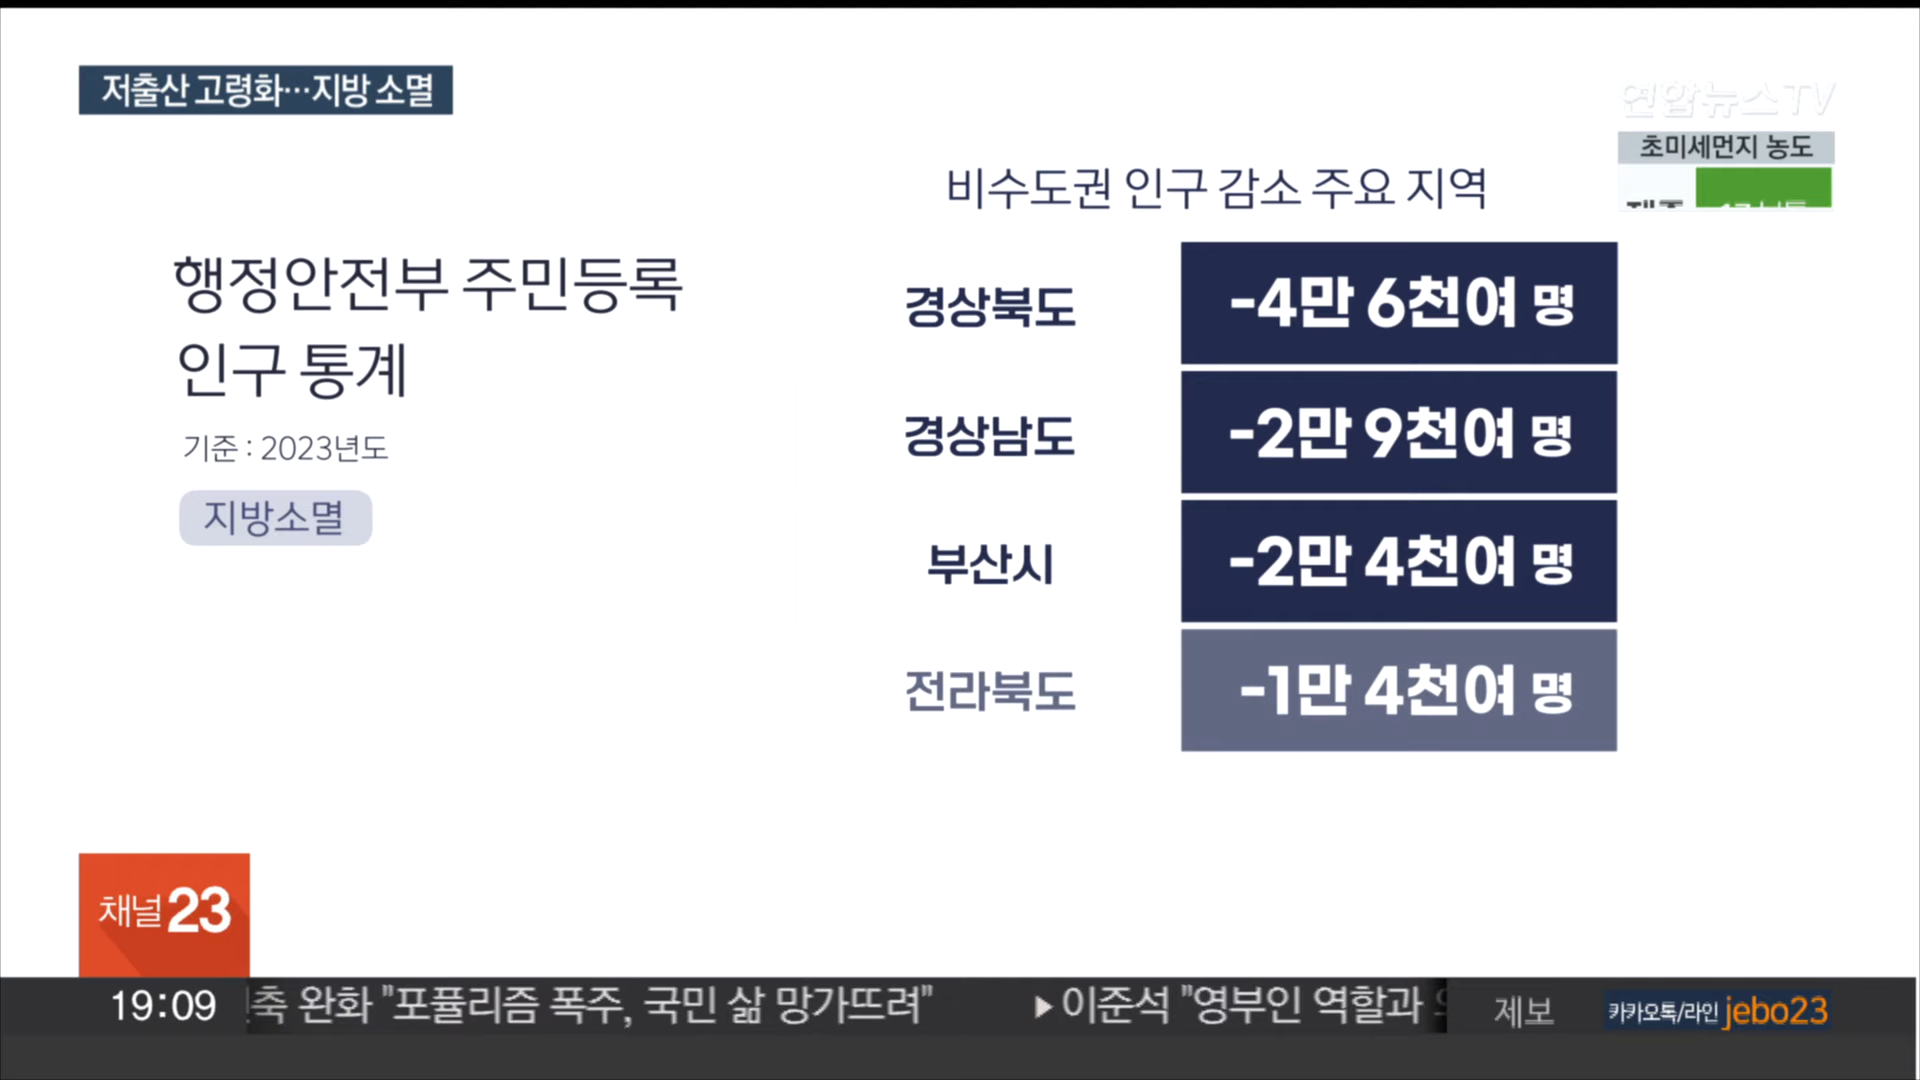 저출산 고령화…지방 소멸
연합뉴스TV
초미세먼지 농도
비수도권 인구 감소 주요 지역
행정안전부 주민등록
인구 통계
기준 : 2023년도
지방소멸
경상북도 -4만 6천여 명
경상남도 -2만 9천여 명
부산시 -2만 4천여 명
전라북도 -1만 4천여 명
채널 23
19:09 완화 "포퓰리즘 폭주, 국민 삶 망가뜨려" ▶이준석 "영부인 역할과 제보 카카오톡/라인 jebo23